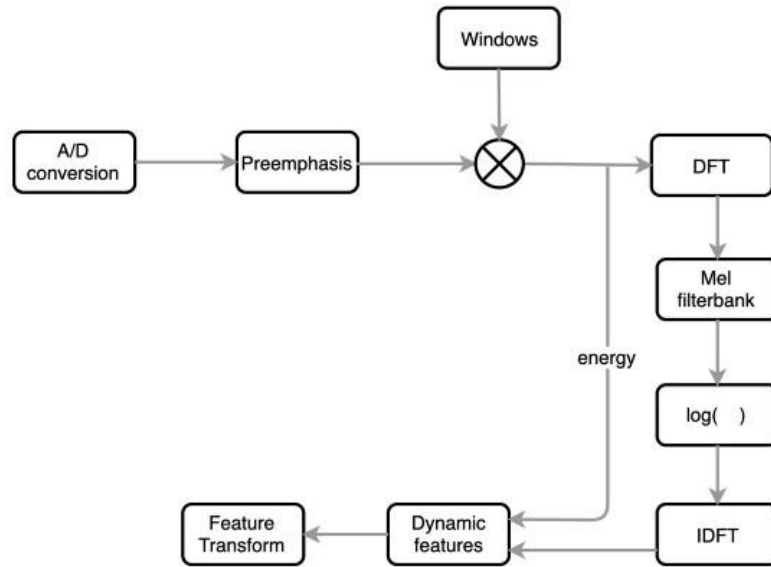 Windows
A/D
conversion
Preemphasis
DFT
Mel
filterbank
energy
log( )
Feature
Transform
Dynamic
features
IDFT